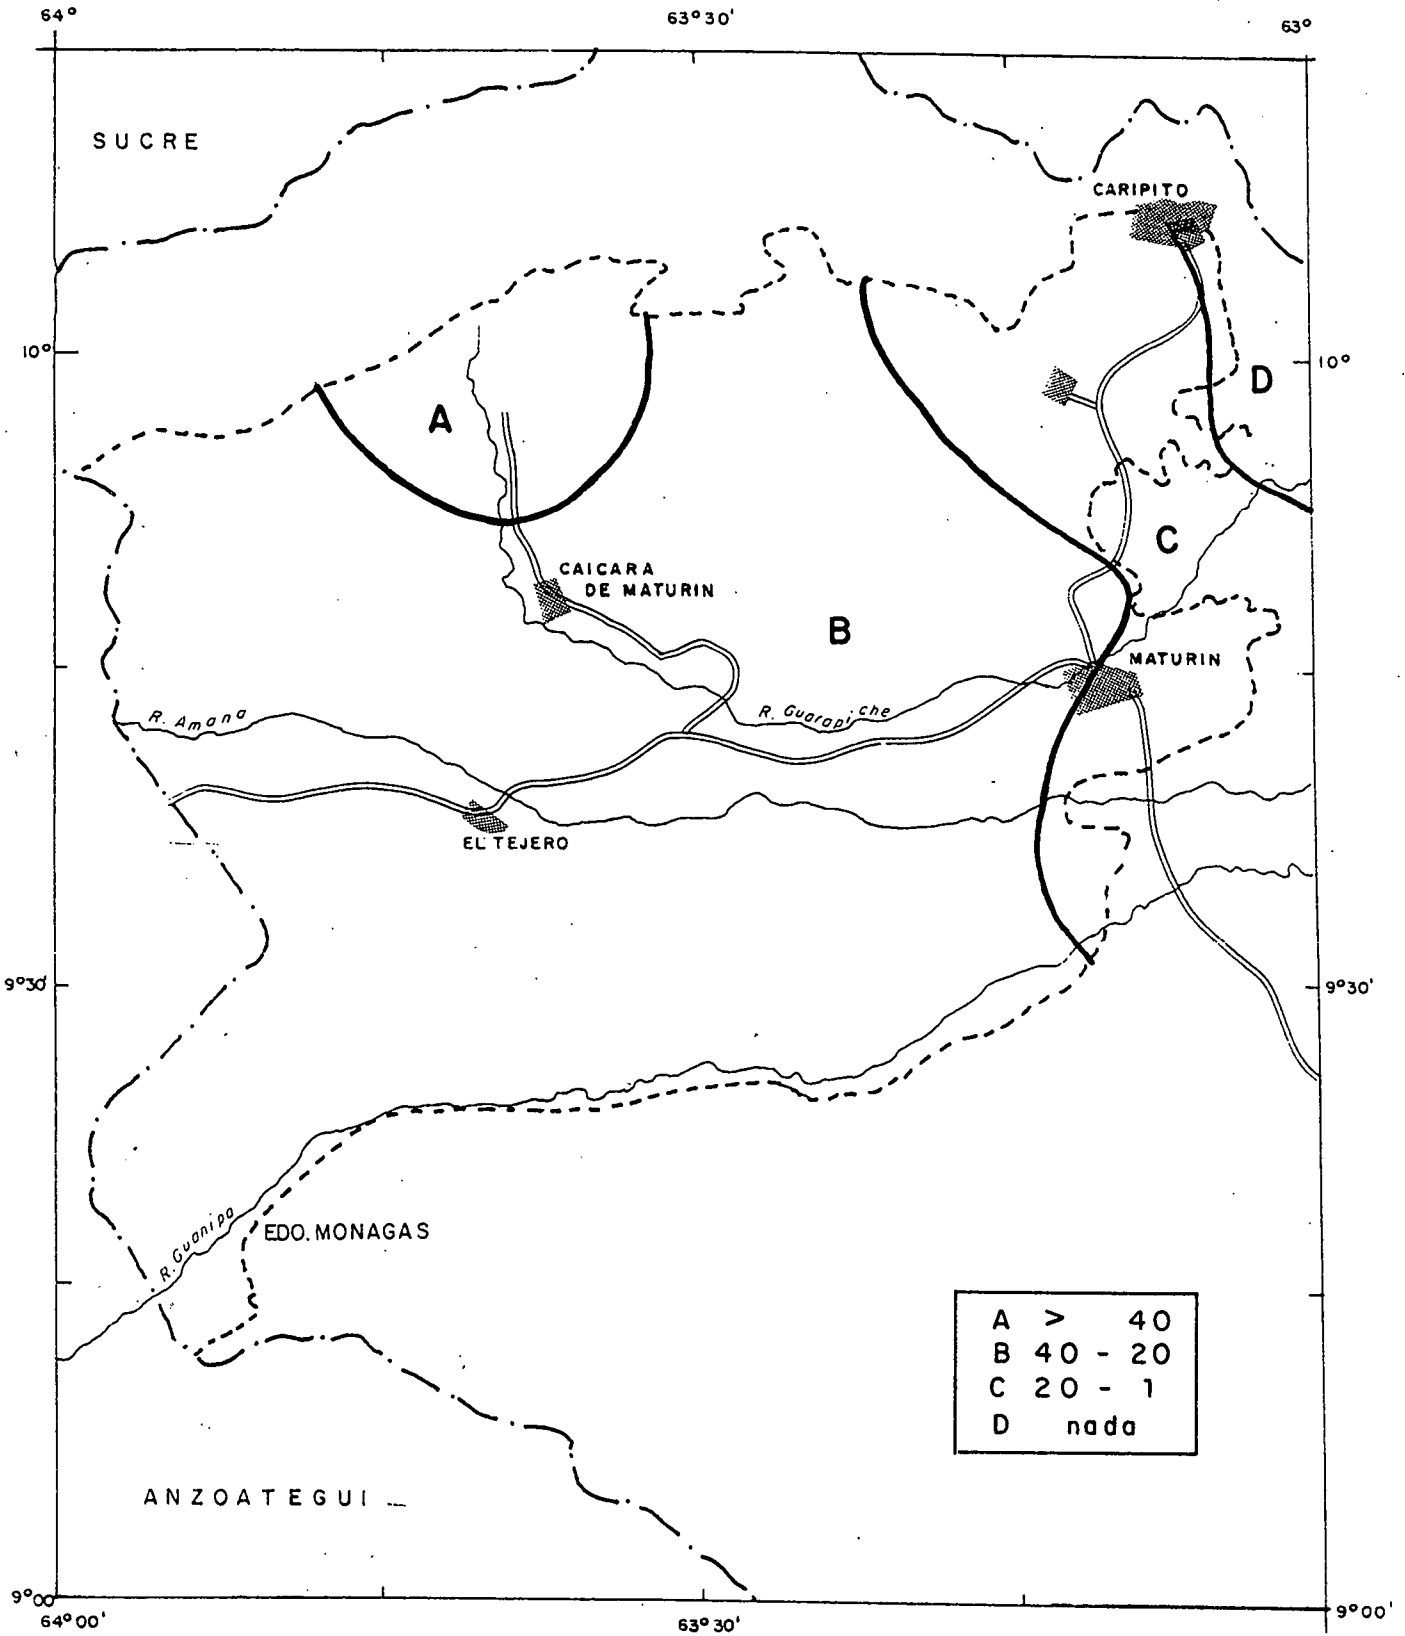 64°
63°30'
63°
SUCRE
CARIPITO
10°
10°
D
A
C
CAICARA
DE MATURIN
B
MATURIN
R. Amana
R. Guarapiche
EL TEJERO
9°30'
9°30'
R. Guanipa
EDO. MONAGAS
A > 40
B 40 - 20
C 20 - 1
D nada
ANZOATEGUI
9°00'
9°00'
64°00'
63°30'